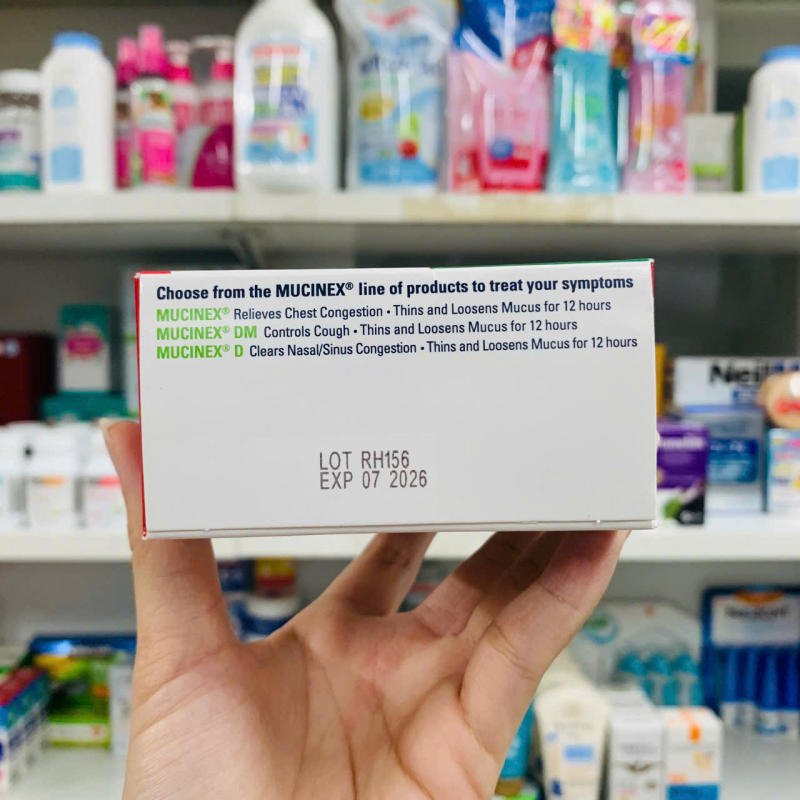 Choose from the MUCINEX® line of products to treat your symptoms
MUCINEX® Relieves Chest Congestion • Thins and Loosens Mucus for 12 hours
MUCINEX® DM Controls Cough • Thins and Loosens Mucus for 12 hours
MUCINEX® D Clears Nasal/Sinus Congestion • Thins and Loosens Mucus for 12 hours
LOT RH156
EXP 07 2026